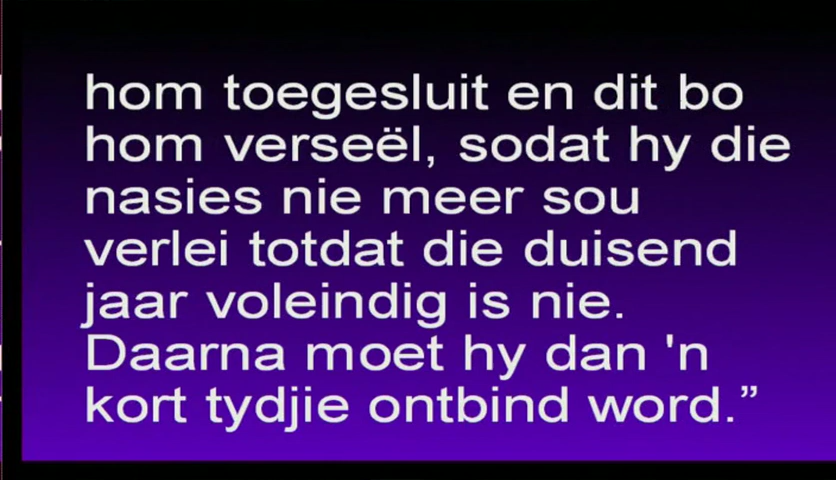 hom toegesluit en dit bo
hom verseël, sodat hy die
nasies nie meer sou
verlei totdat die duisend
jaar voleindig is nie.
Daarna moet hy dan 'n
kort tydjie ontbind word.”